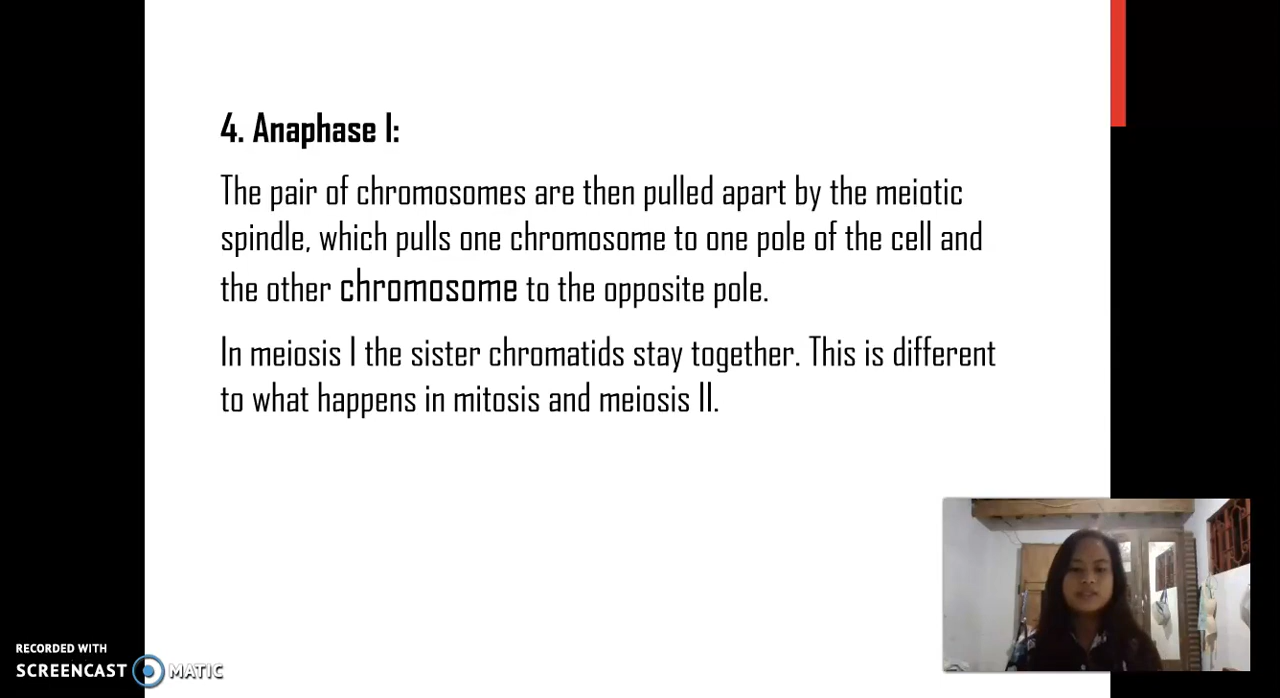 4. Anaphase I:
The pair of chromosomes are then pulled apart by the meiotic
spindle, which pulls one chromosome to one pole of the cell and
the other chromosome to the opposite pole.
In meiosis I the sister chromatids stay together. This is different
to what happens in mitosis and meiosis II.
RECORDED WITH
SCREENCAST MATIC